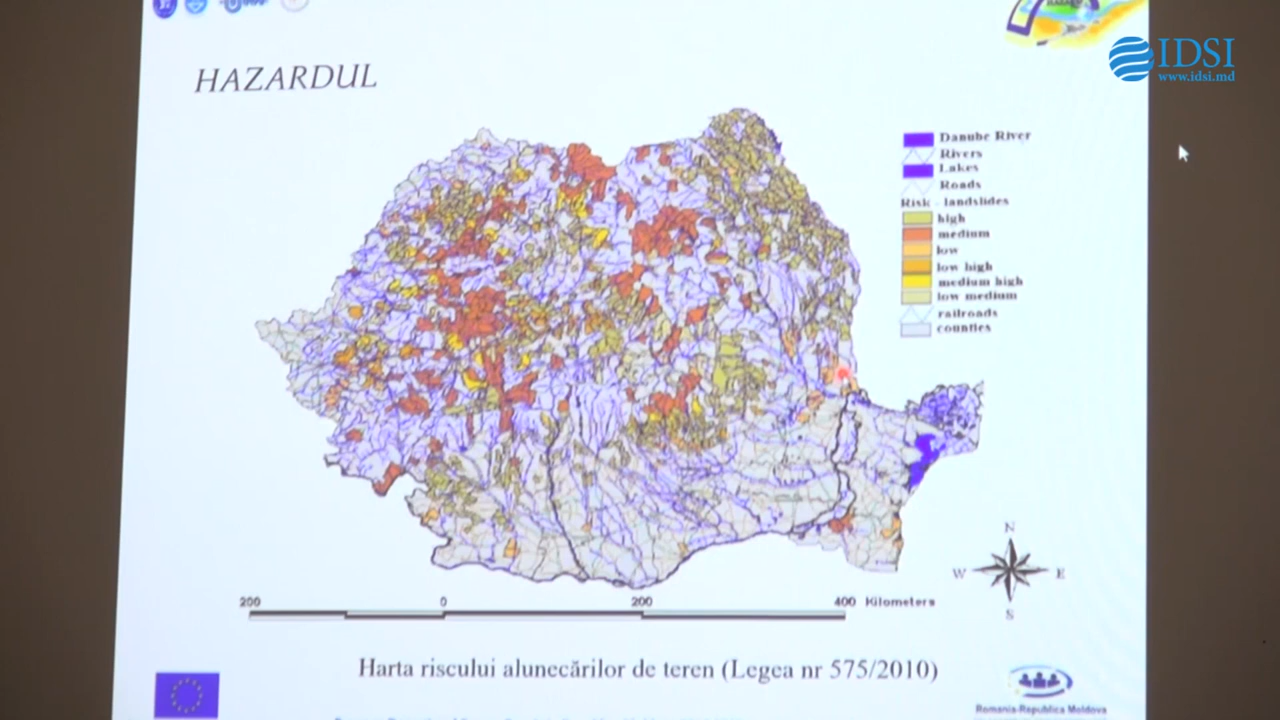 IDSI
www.idsi.md
HAZARDUL
Danube River
Rivers
Lakes
Roads
Risk - landslides
high
medium
low
low high
medium high
low medium
railroads
counties
N
W E
S
200 0 200 400 Kilometers
Harta riscului alunecărilor de teren (Legea nr 575/2010)
Romania-Republica Moldova